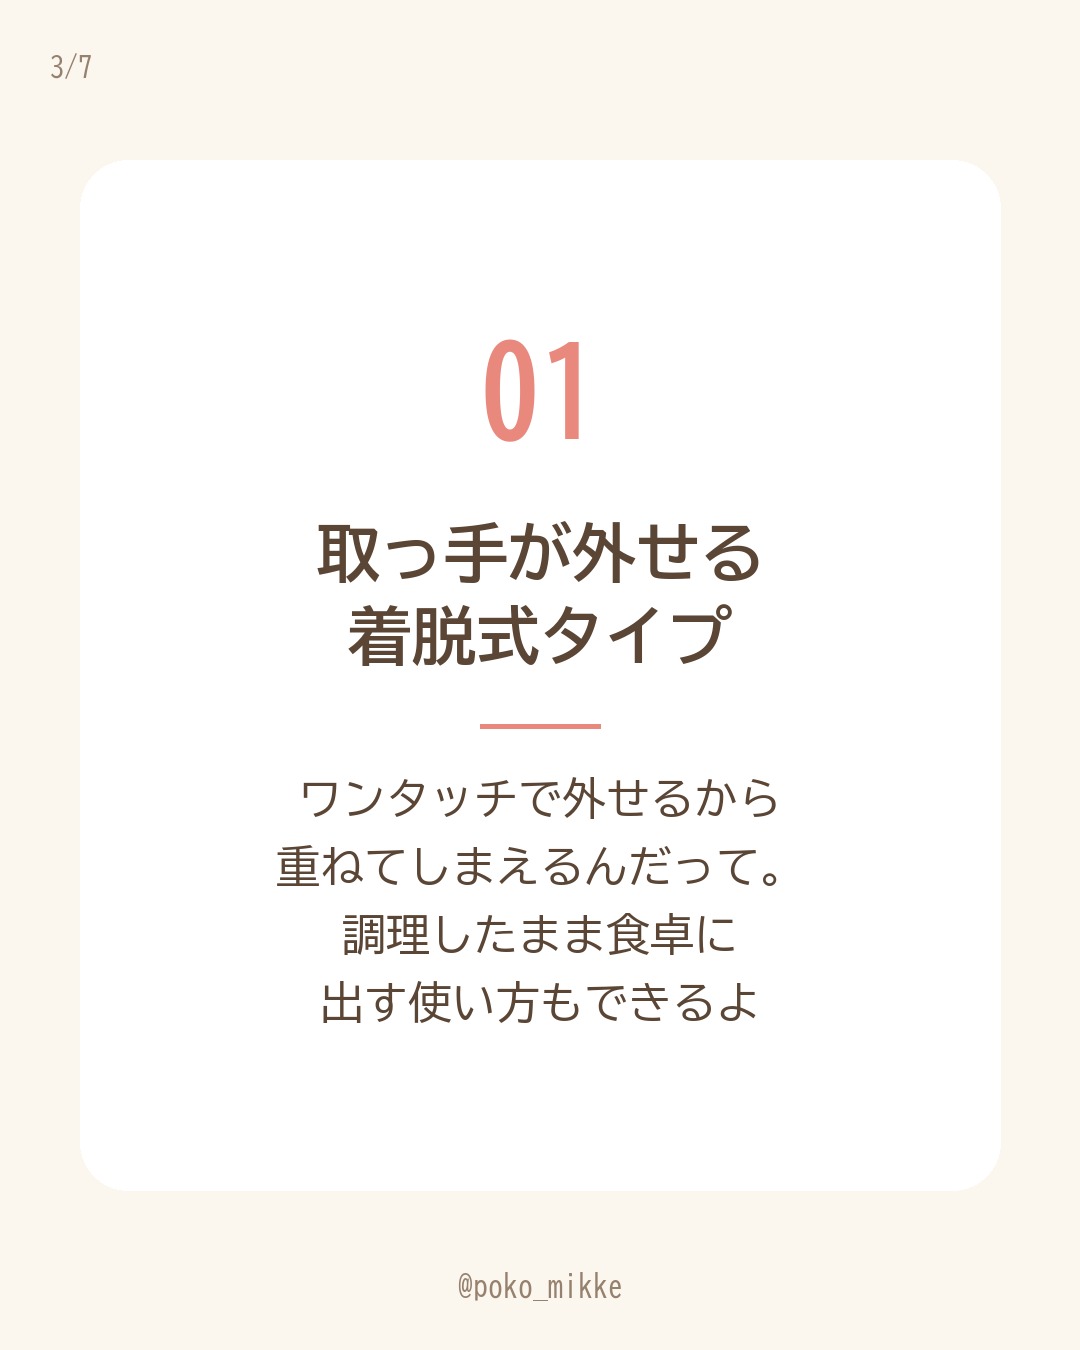 3/7
01
取っ手が外せる
着脱式タイプ
ワンタッチで外せるから
重ねてしまえるんだって。
調理したまま食卓に
出す使い方もできるよ
@poko_mikke